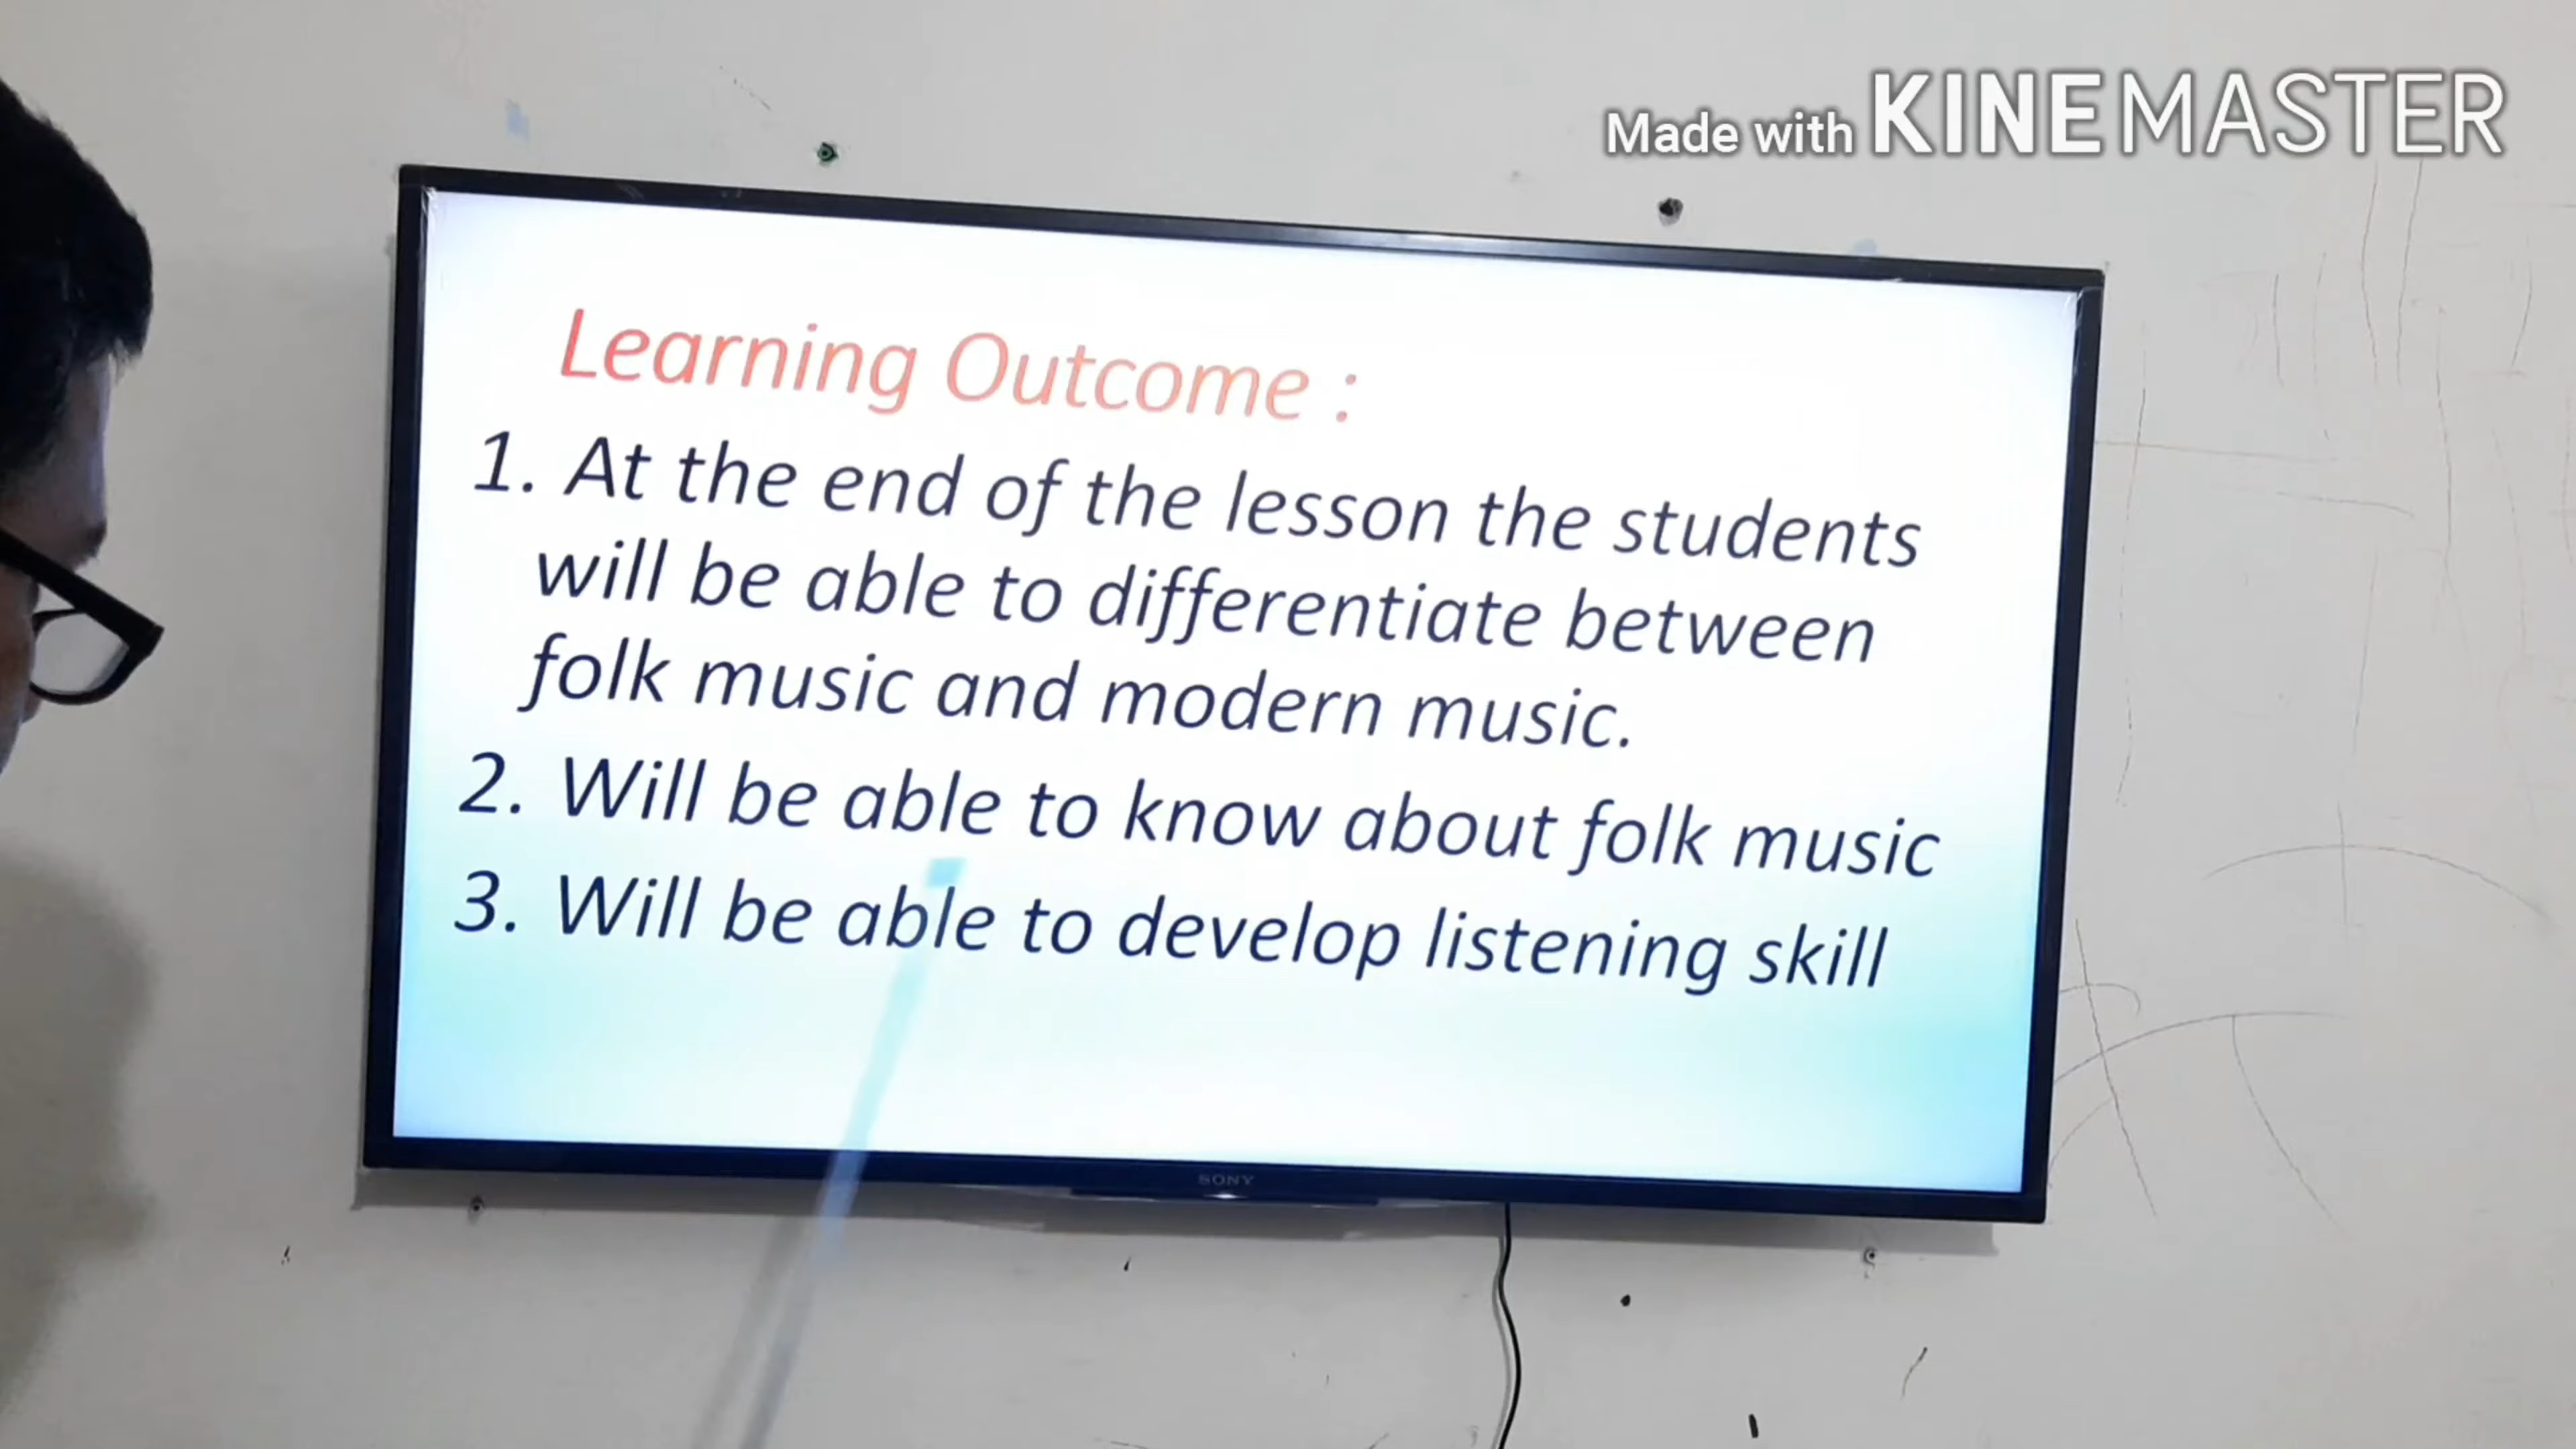 Made with KINEMASTER
Learning Outcome :
1. At the end of the lesson the students
will be able to differentiate between
folk music and modern music.
2. Will be able to know about folk music
3. Will be able to develop listening skill
SONY